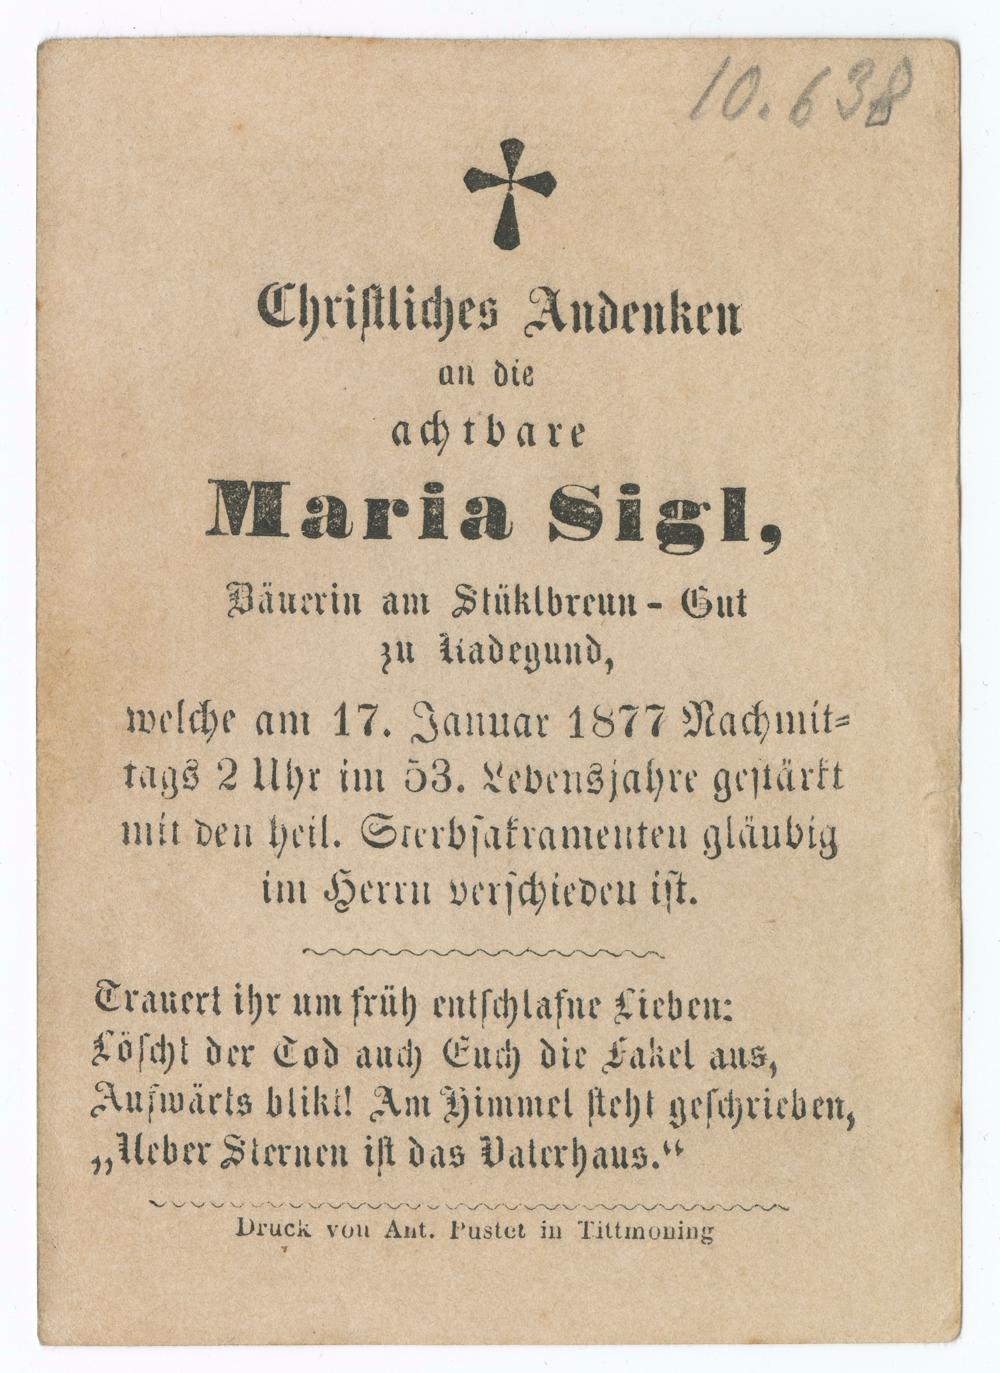 10.638
Christliches Andenken
an die
achtbare
Maria Sigl,
Bäuerin am Stüklbreun - Gut
zu Radegund,
welche am 17. Januar 1877 Nachmit=
tags 2 Uhr im 53. Lebensjahre gestärkt
mit den heil. Sterbsakramenten gläubig
im Herrn verschieden ist.
Trauert ihr um früh entschlafne Lieben:
Löscht der Tod auch Euch die Fakel aus,
Aufwärts blikt! Am Himmel steht geschrieben,
„Ueber Sternen ist das Vaterhaus.“
Druck von Ant. Pustet in Tittmoning